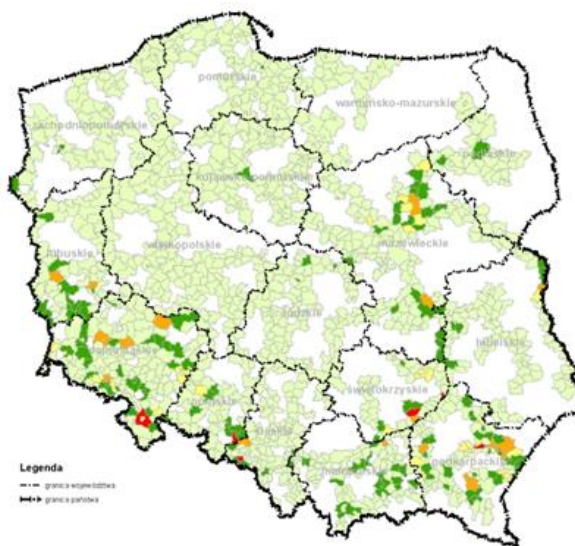 pomorskie
warmińsko-mazurskie
zachodniopomorskie
podlaskie
kujawsko-pomorskie
mazowieckie
lubuskie
wielkopolskie
łódzkie
lubelskie
dolnośląskie
świętokrzyskie
opolskie
śląskie
podkarpackie
małopolskie
Legenda
granica województwa
granica państwa